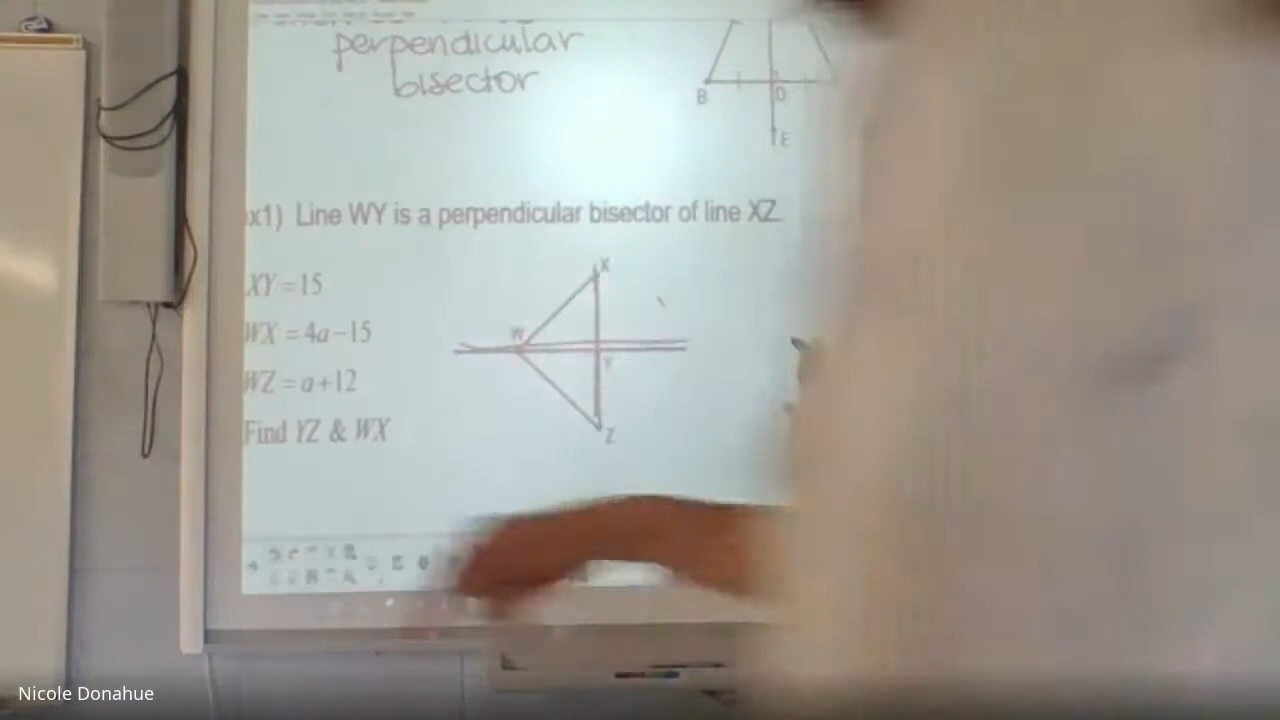 perpendicular
bisector
B
D
E
x1) Line WY is a perpendicular bisector of line XZ.
XY = 15
WX = 4a-15
WZ = a+12
Find YZ & WX
X
W
Y
Z
Nicole Donahue